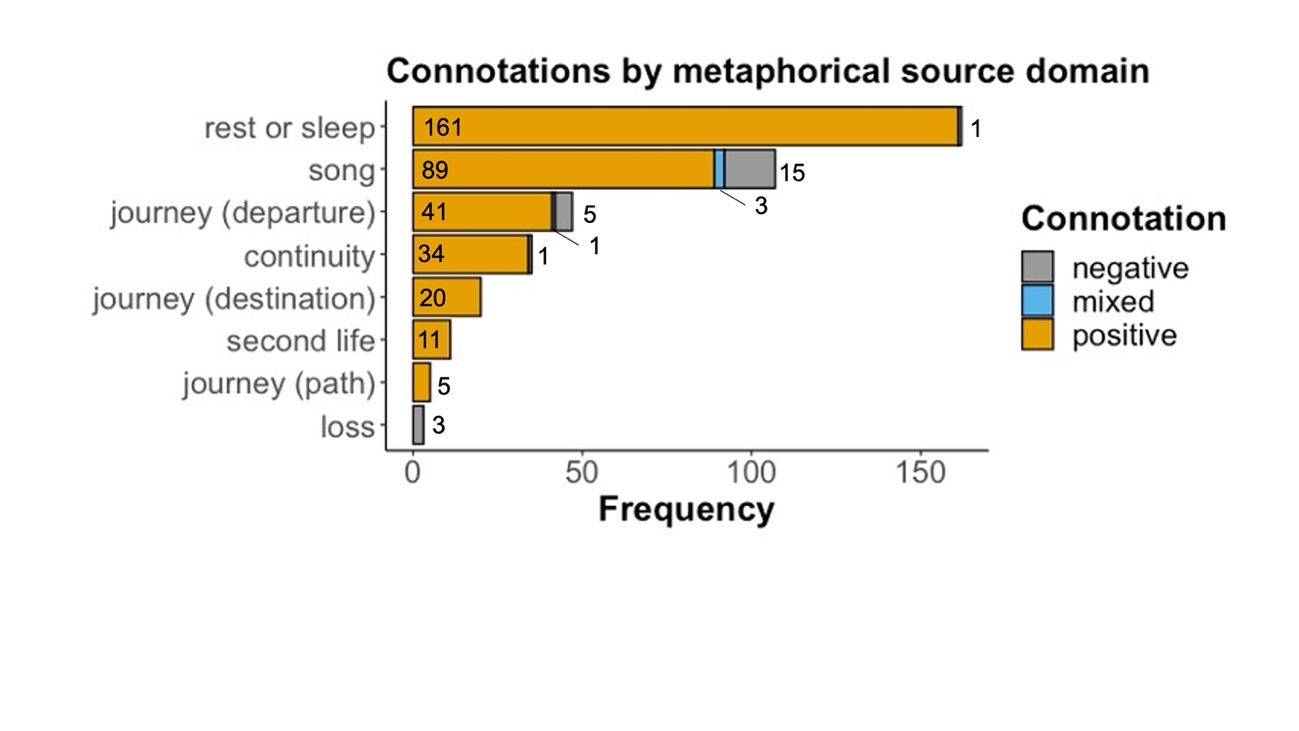 Connotations by metaphorical source domain
rest or sleep 161 1
song 89 15
3
journey (departure) 41 5
1
continuity 34 1
journey (destination) 20
second life 11
journey (path) 5
loss 3
0 50 100 150
Frequency
Connotation
negative
mixed
positive